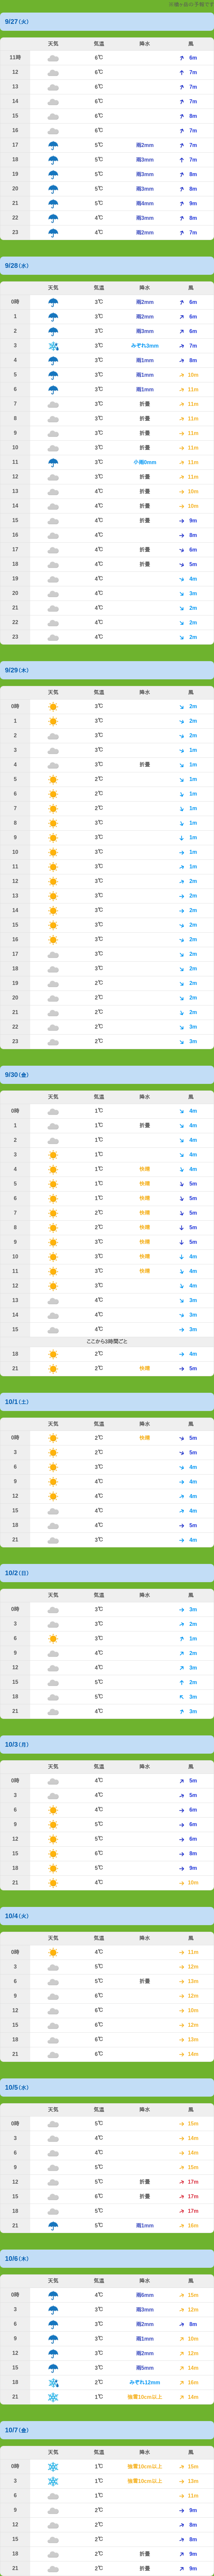 9/27(火)
天気 気温 降水 風
11時 6℃ 6m
12 6℃ 7m
13 6℃ 7m
14 6℃ 7m
15 6℃ 8m
16 6℃ 7m
17 5℃ 雨2mm 7m
18 5℃ 雨3mm 7m
19 5℃ 雨3mm 8m
20 5℃ 雨3mm 8m
21 5℃ 雨4mm 9m
22 4℃ 雨3mm 8m
23 4℃ 雨2mm 7m
9/28(水)
天気 気温 降水 風
0時 3℃ 雨2mm 6m
1 3℃ 雨2mm 6m
2 3℃ 雨3mm 6m
3 3℃ みぞれ3mm 7m
4 3℃ 雨1mm 8m
5 3℃ 雨1mm 10m
6 3℃ 雨1mm 11m
7 3℃ 折畳 11m
8 3℃ 折畳 11m
9 3℃ 折畳 11m
10 3℃ 折畳 11m
11 3℃ 小雨0mm 11m
12 3℃ 折畳 11m
13 4℃ 折畳 10m
14 4℃ 折畳 10m
15 4℃ 折畳 9m
16 4℃ 8m
17 4℃ 折畳 6m
18 4℃ 折畳 5m
19 4℃ 4m
20 4℃ 3m
21 4℃ 2m
22 4℃ 2m
23 4℃ 2m
9/29(木)
天気 気温 降水 風
0時 3℃ 2m
1 3℃ 2m
2 3℃ 2m
3 3℃ 1m
4 3℃ 折畳 1m
5 2℃ 1m
6 2℃ 1m
7 2℃ 1m
8 3℃ 1m
9 3℃ 1m
10 3℃ 1m
11 3℃ 1m
12 3℃ 2m
13 3℃ 2m
14 3℃ 2m
15 3℃ 2m
16 3℃ 2m
17 3℃ 2m
18 3℃ 2m
19 2℃ 2m
20 2℃ 2m
21 2℃ 2m
22 2℃ 3m
23 2℃ 3m
9/30(金)
天気 気温 降水 風
0時 1℃ 4m
1 1℃ 折畳 4m
2 1℃ 4m
3 1℃ 4m
4 1℃ 快晴 4m
5 1℃ 快晴 5m
6 1℃ 快晴 5m
7 2℃ 快晴 5m
8 2℃ 快晴 5m
9 3℃ 快晴 5m
10 3℃ 快晴 4m
11 3℃ 快晴 4m
12 3℃ 4m
13 4℃ 3m
14 4℃ 3m
15 4℃ 3m
ここから3時間ごと
18 2℃ 4m
21 2℃ 快晴 5m
10/1(土)
天気 気温 降水 風
0時 2℃ 快晴 5m
3 2℃ 5m
6 3℃ 4m
9 4℃ 4m
12 4℃ 4m
15 4℃ 4m
18 4℃ 5m
21 3℃ 4m
10/2(日)
天気 気温 降水 風
0時 3℃ 3m
3 3℃ 2m
6 3℃ 1m
9 4℃ 2m
12 4℃ 3m
15 5℃ 2m
18 5℃ 3m
21 4℃ 3m
10/3(月)
天気 気温 降水 風
0時 4℃ 5m
3 4℃ 5m
6 4℃ 6m
9 5℃ 6m
12 5℃ 6m
15 6℃ 8m
18 5℃ 9m
21 4℃ 10m
10/4(火)
天気 気温 降水 風
0時 4℃ 11m
3 5℃ 12m
6 5℃ 折畳 13m
9 6℃ 12m
12 6℃ 10m
15 6℃ 12m
18 6℃ 13m
21 6℃ 14m
10/5(水)
天気 気温 降水 風
0時 5℃ 15m
3 4℃ 14m
6 4℃ 14m
9 5℃ 15m
12 5℃ 折畳 17m
15 6℃ 折畳 17m
18 5℃ 17m
21 5℃ 雨1mm 16m
10/6(木)
天気 気温 降水 風
0時 4℃ 雨6mm 15m
3 3℃ 雨3mm 12m
6 3℃ 雨2mm 8m
9 3℃ 雨1mm 10m
12 3℃ 雨2mm 12m
15 3℃ 雨5mm 14m
18 2℃ みぞれ12mm 16m
21 1℃ 強雪10cm以上 14m
10/7(金)
天気 気温 降水 風
0時 1℃ 強雪10cm以上 15m
3 1℃ 強雪10cm以上 13m
6 1℃ 11m
9 2℃ 9m
12 2℃ 8m
15 2℃ 8m
18 2℃ 折畳 9m
21 2℃ 折畳 9m